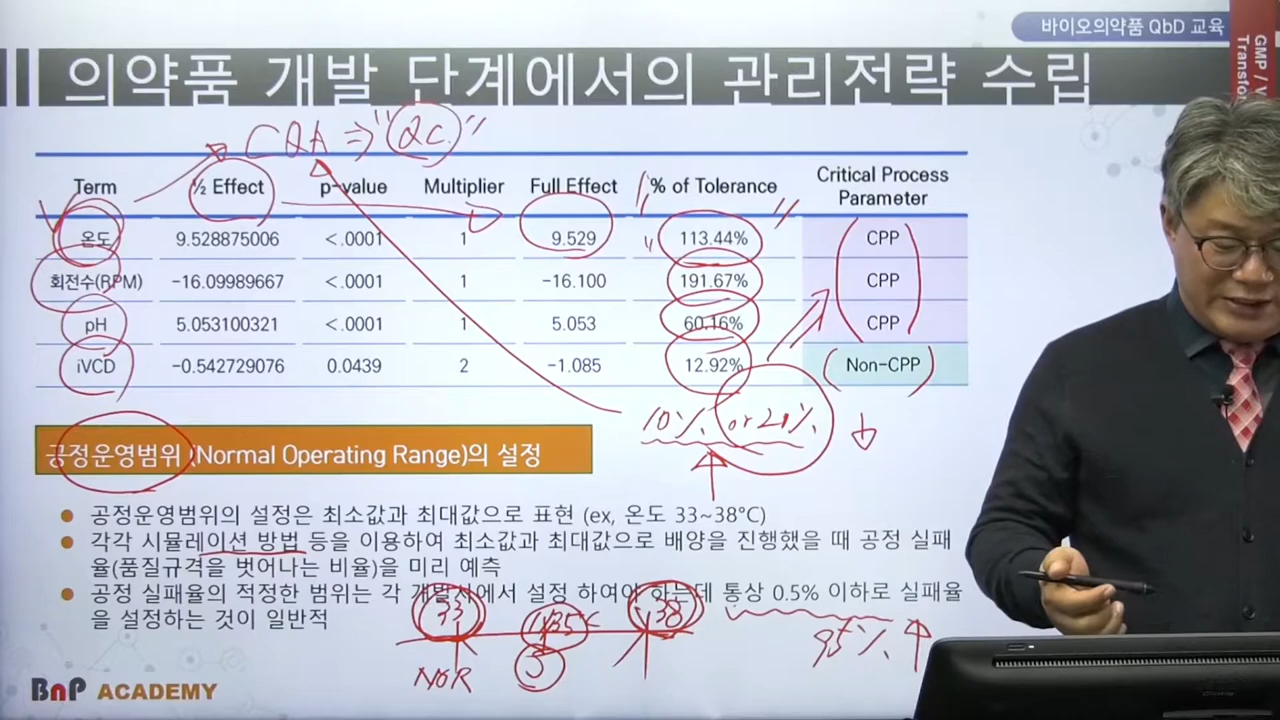 바이오의약품 QbD 교육
GMP / V
Transfo
의약품 개발 단계에서의 관리전략 수립
CQA ⇒ "QC."
Term ½ Effect p-value Multiplier Full Effect % of Tolerance Critical Process Parameter
온도 9.528875006 <.0001 1 9.529 113.44% CPP
회전수(RPM) −16.09989667 <.0001 1 −16.100 191.67% CPP
pH 5.053100321 <.0001 1 5.053 60.16% CPP
iVCD −0.542729076 0.0439 2 −1.085 12.92% Non-CPP
10% or 20%
공정운영범위 (Normal Operating Range)의 설정
공정운영범위의 설정은 최소값과 최대값으로 표현 (ex, 온도 33~38°C)
각각 시뮬레이션 방법 등을 이용하여 최소값과 최대값으로 배양을 진행했을 때 공정 실패
율(품질규격을 벗어나는 비율)을 미리 예측
공정 실패율의 적정한 범위는 각 개발사에서 설정 하여야 하는데 통상 0.5% 이하로 실패율
을 설정하는 것이 일반적
33 35 38
NOR 5
95%
BnP ACADEMY